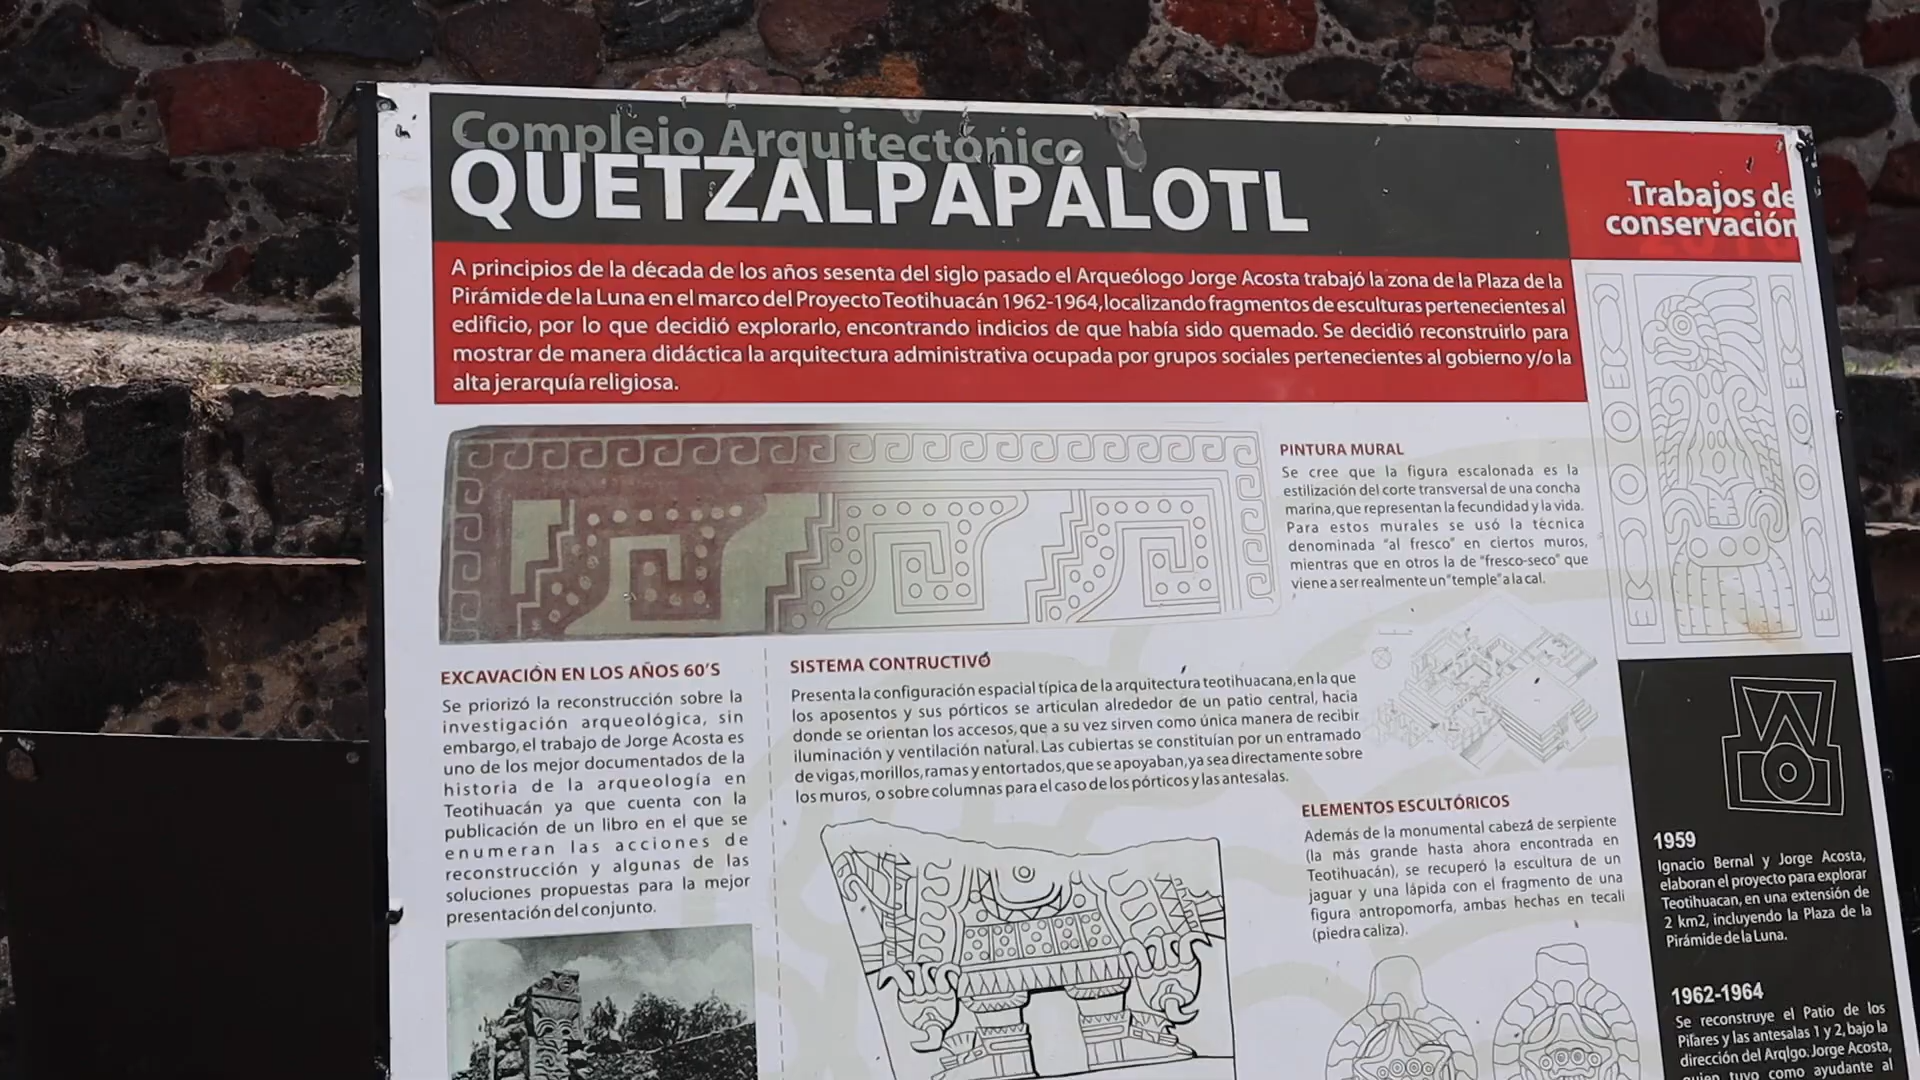 Complejo Arquitectónico
QUETZALPAPÁLOTL
Trabajos de
conservación
A principios de la década de los años sesenta del siglo pasado el Arqueólogo Jorge Acosta trabajó la zona de la Plaza de la
Pirámide de la Luna en el marco del Proyecto Teotihuacán 1962-1964, localizando fragmentos de esculturas pertenecientes al
edificio, por lo que decidió explorarlo, encontrando indicios de que había sido quemado. Se decidió reconstruirlo para
mostrar de manera didáctica la arquitectura administrativa ocupada por grupos sociales pertenecientes al gobierno y/o la
alta jerarquía religiosa.
PINTURA MURAL
Se cree que la figura escalonada es la
estilización del corte transversal de una concha
marina, que representan la fecundidad y la vida.
Para estos murales se usó la técnica
denominada "al fresco" en ciertos muros,
mientras que en otros la de "fresco-seco" que
viene a ser realmente un "temple" a la cal.
EXCAVACIÓN EN LOS AÑOS 60'S
Se priorizó la reconstrucción sobre la
investigación arqueológica, sin
embargo, el trabajo de Jorge Acosta es
uno de los mejor documentados de la
historia de la arqueología en
Teotihuacán ya que cuenta con la
publicación de un libro en el que se
enumeran las acciones de
reconstrucción y algunas de las
soluciones propuestas para la mejor
presentación del conjunto.
SISTEMA CONTRUCTIVO
Presenta la configuración espacial típica de la arquitectura teotihuacana, en la que
los aposentos y sus pórticos se articulan alrededor de un patio central, hacia
donde se orientan los accesos, que a su vez sirven como única manera de recibir
iluminación y ventilación natural. Las cubiertas se constituían por un entramado
de vigas, morillos, ramas y entortados, que se apoyaban, ya sea directamente sobre
los muros, o sobre columnas para el caso de los pórticos y las antesalas.
ELEMENTOS ESCULTÓRICOS
Además de la monumental cabeza de serpiente
(la más grande hasta ahora encontrada en
Teotihuacán), se recuperó la escultura de un
jaguar y una lápida con el fragmento de una
figura antropomorfa, ambas hechas en tecali
(piedra caliza).
1959
Ignacio Bernal y Jorge Acosta,
elaboran el proyecto para explorar
Teotihuacan, en una extensión de
2 km2, incluyendo la Plaza de la
Pirámide de la Luna.
1962-1964
Se reconstruye el Patio de los
Pilares y las antesalas 1 y 2, bajo la
dirección del Arqlgo. Jorge Acosta,
quien tuvo como ayudante al